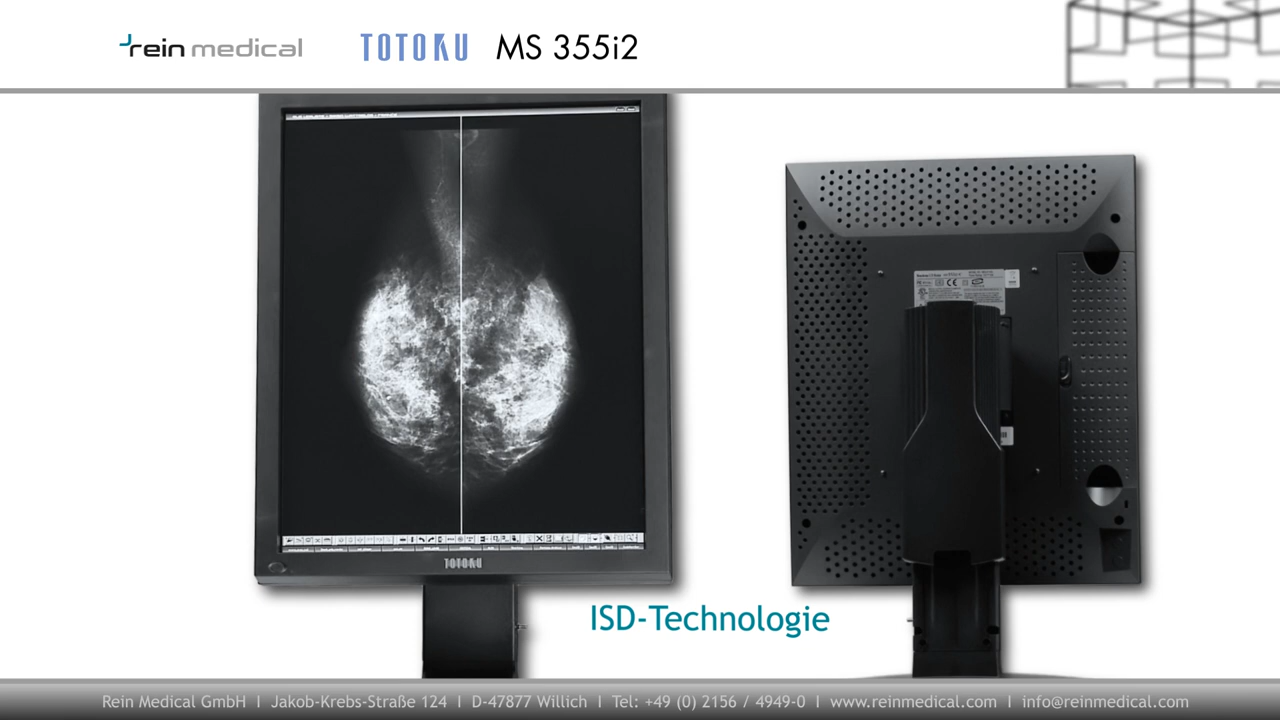 rein medical TOTOKU MS 355i2
TOTOKU
ISD-Technologie
Rein Medical GmbH I Jakob-Krebs-Straße 124 I D-47877 Willich I Tel: +49 (0) 2156 / 4949-0 I www.reinmedical.com I info@reinmedical.com